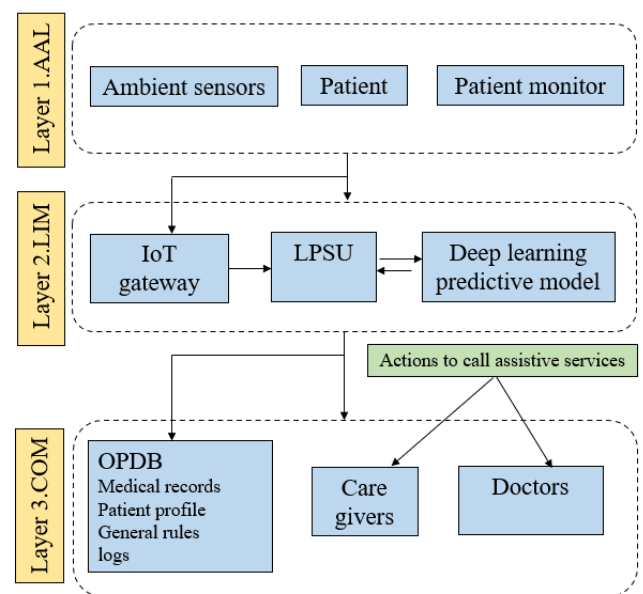 Layer 1.AAL
Ambient sensors
Patient
Patient monitor
Layer 2.LIM
IoT
gateway
LPSU
Deep learning
predictive model
Actions to call assistive services
Layer 3.COM
OPDB
Medical records
Patient profile
General rules
logs
Care
givers
Doctors